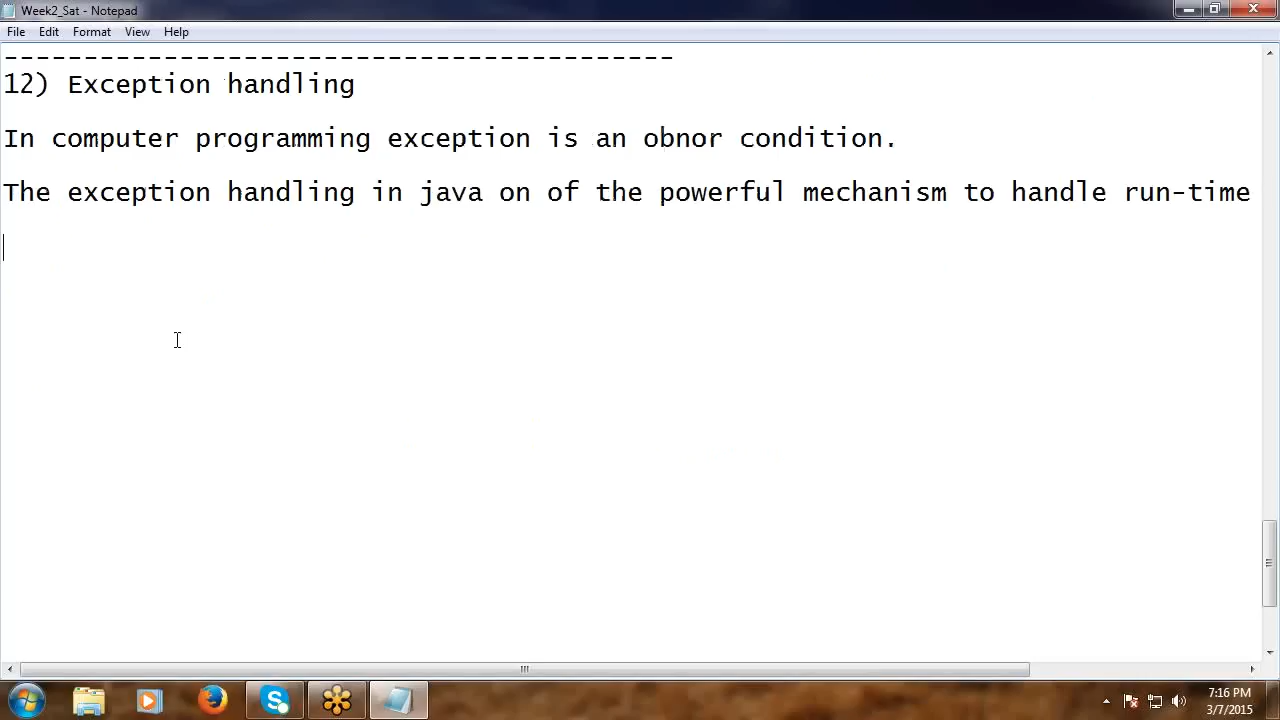 Week2_Sat - Notepad
File Edit Format View Help
------------------------------------------
12) Exception handling
In computer programming exception is an obnor condition.
The exception handling in java on of the powerful mechanism to handle run-time
7:16 PM
3/7/2015